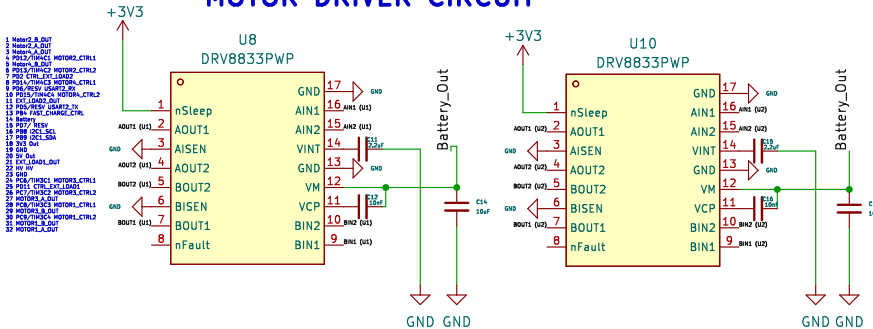 MOTOR DRIVER CIRCUIT
1 Motor2_B_OUT
2 Motor2_A_OUT
3 Motor4_A_OUT
4 PD12/TIM4C1 MOTOR2_CTRL1
5 Motor4_B_OUT
6 PD13/TIM4C2 MOTOR2_CTRL2
7 PD2 CTRL_EXT_LOAD2
8 PD14/TIM4C3 MOTOR4_CTRL1
9 PD6/RESV USART2_RX
10 PD15/TIM4C4 MOTOR4_CTRL2
11 EXT_LOAD2_OUT
12 PD5/RESV USART2_TX
13 PB4 FAST_CHARGE_CTRL
14 Battery
15 PD7/ RESV
16 PB8 I2C1_SCL
17 PB9 I2C1_SDA
18 3V3 Out
19 GND
20 5V Out
21 EXT_LOAD1_OUT
22 HV HV
23 GND
24 PC6/TIM3C1 MOTOR3_CTRL1
25 PD11 CTRL_EXT_LOAD1
26 PC7/TIM3C2 MOTOR3_CTRL2
27 MOTOR3_A_OUT
28 PC8/TIM3C3 MOTOR1_CTRL1
29 MOTOR3_B_OUT
30 PC9/TIM3C4 MOTOR1_CTRL2
31 MOTOR1_B_OUT
32 MOTOR1_A_OUT
+3V3
U8
DRV8833PWP
1 nSleep
AOUT1 (U1) 2 AOUT1
GND 3 AISEN
AOUT2 (U1) 4 AOUT2
BOUT2 (U1) 5 BOUT2
GND 6 BISEN
BOUT1 (U1) 7 BOUT1
8 nFault
GND 17 GND
AIN1 16 AIN1 (U1)
AIN2 15 AIN2 (U1)
VINT 14 C11
2.2uF
GND 13 GND
VM 12
VCP 11 C12
10nF
BIN2 10 BIN2 (U1)
BIN1 9 BIN1 (U1)
Battery_Out
C14
10uF
GND GND
+3V3
U10
DRV8833PWP
1 nSleep
AOUT1 (U2) 2 AOUT1
GND 3 AISEN
AOUT2 (U2) 4 AOUT2
BOUT2 (U2) 5 BOUT2
GND 6 BISEN
BOUT1 (U2) 7 BOUT1
8 nFault
GND 17 GND
AIN1 16 AIN1 (U2)
AIN2 15 AIN2 (U2)
VINT 14 C15
2.2uF
GND 13 GND
VM 12
VCP 11 C16
10nF
BIN2 10 BIN2 (U2)
BIN1 9 BIN1 (U2)
Battery_Out
GND GND